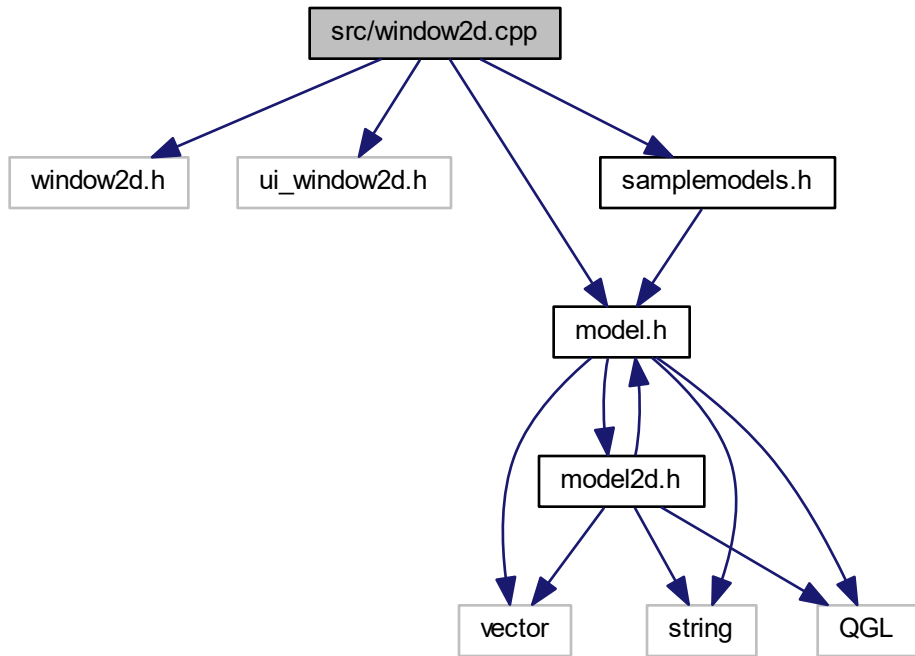 src/window2d.cpp
window2d.h
ui_window2d.h
samplemodels.h
model.h
model2d.h
vector
string
QGL